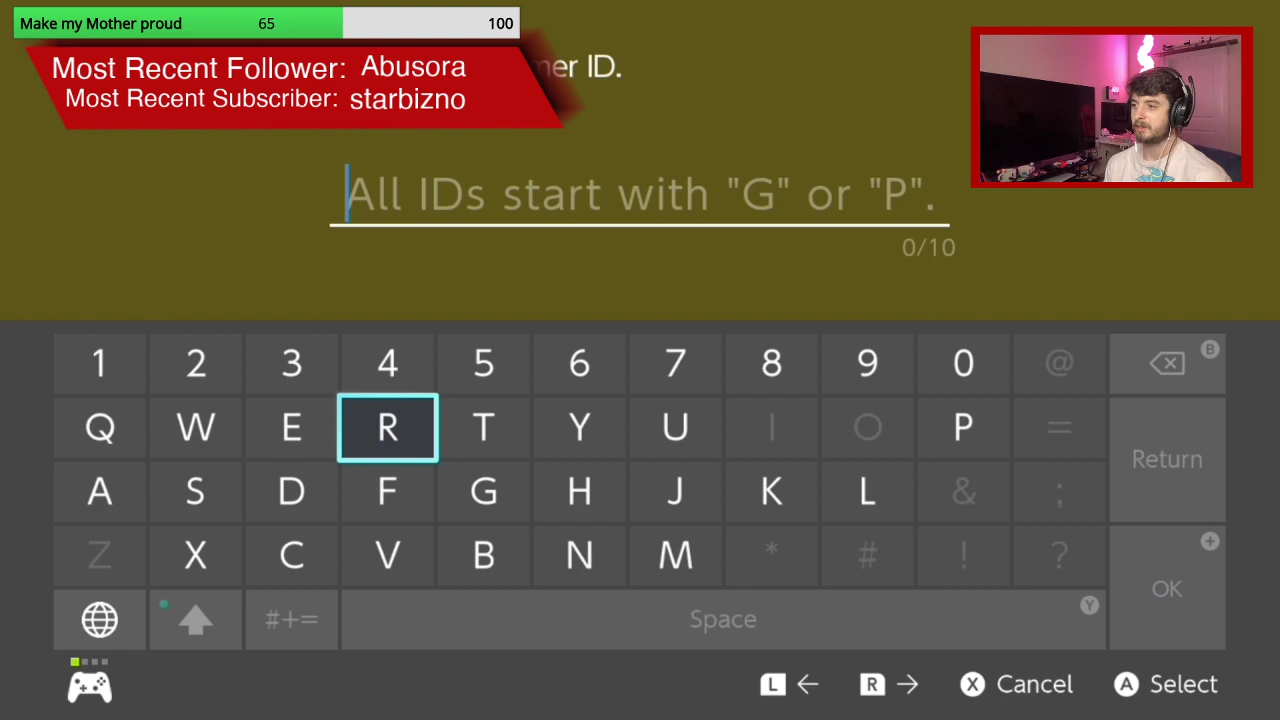 Make my Mother proud 65 100
Most Recent Follower: Abusora
Most Recent Subscriber: starbizno
ID.
All IDs start with "G" or "P".
0/10
1 2 3 4 5 6 7 8 9 0 @ B
Q W E R T Y U I O P = Return
A S D F G H J K L & ;
Z X C V B N M * # ! ? + OK
#+= Space Y
L ← R → X Cancel A Select